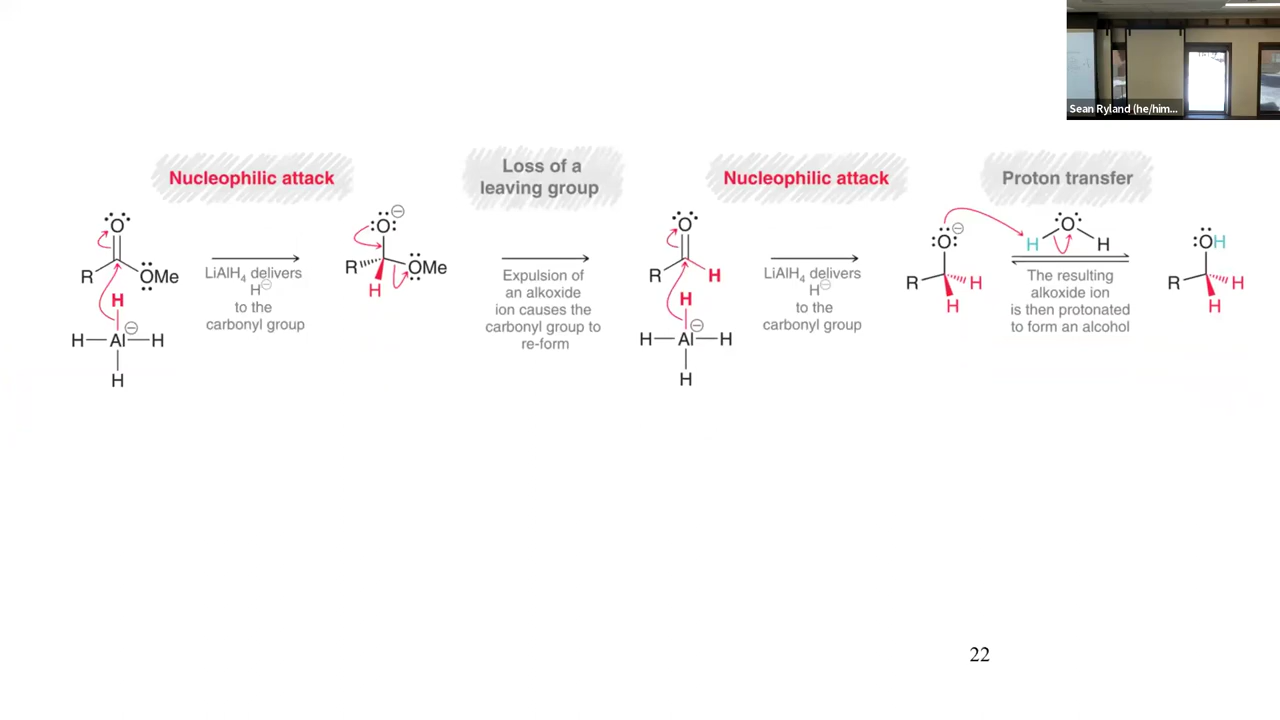 Sean Ryland (he/him...
Nucleophilic attack
Loss of a
leaving group
Nucleophilic attack
Proton transfer
O
R
OMe
H
H
Al
H
H
LiAlH4 delivers
H⊖
to the
carbonyl group
O ⊖
R
OMe
H
Expulsion of
an alkoxide
ion causes the
carbonyl group to
re-form
O
R
H
H
H
Al
H
H
LiAlH4 delivers
H⊖
to the
carbonyl group
O ⊖
R
H
H
O
H
H
The resulting
alkoxide ion
is then protonated
to form an alcohol
OH
R
H
H
22